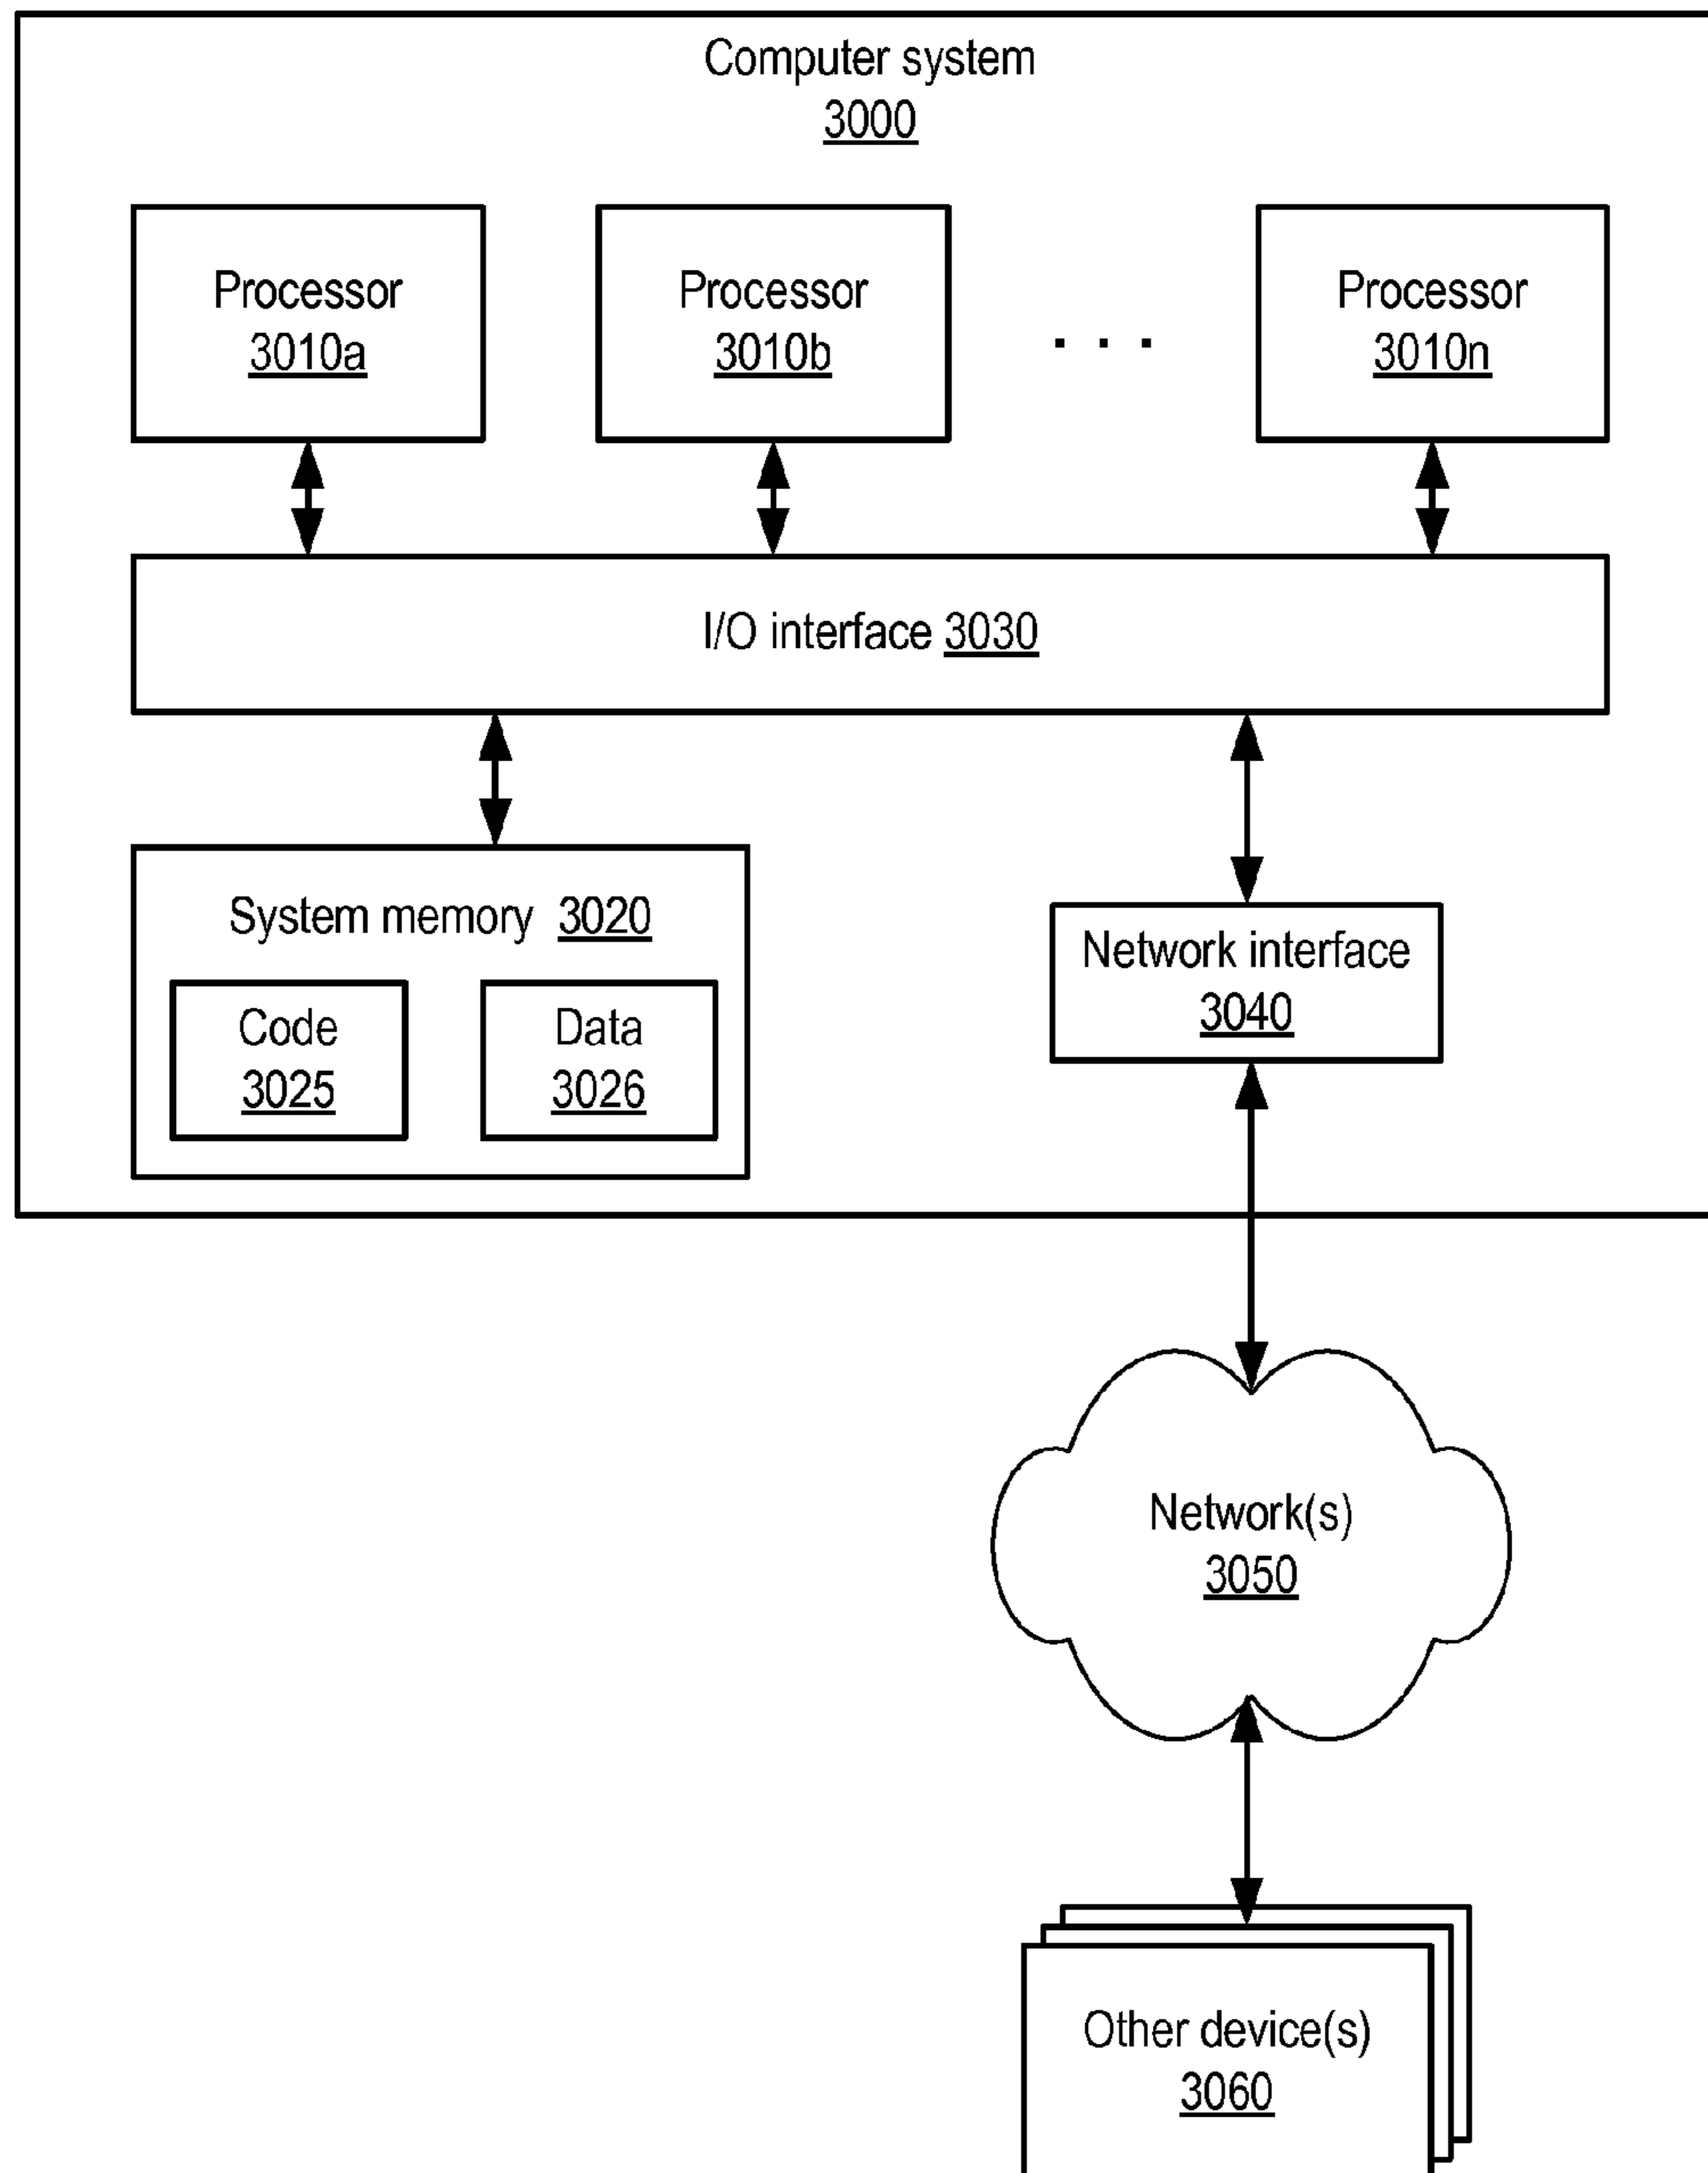 Computer system
3000
Processor
3010a
Processor
3010b
. . .
Processor
3010n
I/O interface 3030
System memory 3020
Code
3025
Data
3026
Network interface
3040
Network(s)
3050
Other device(s)
3060